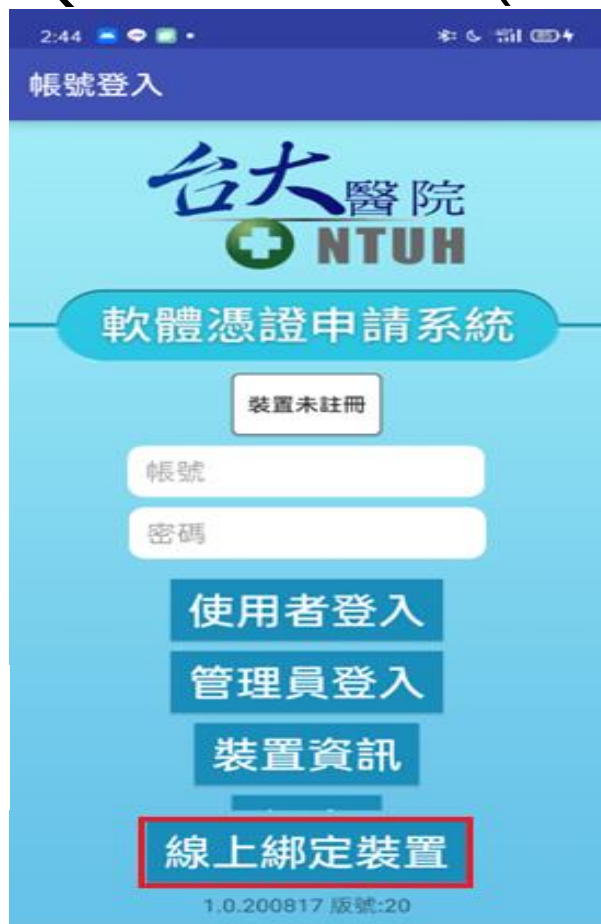 2:44
帳號登入
台大醫院
NTUH
軟體憑證申請系統
裝置未註冊
帳號
密碼
使用者登入
管理員登入
裝置資訊
線上綁定裝置
1.0.200817 版號:20